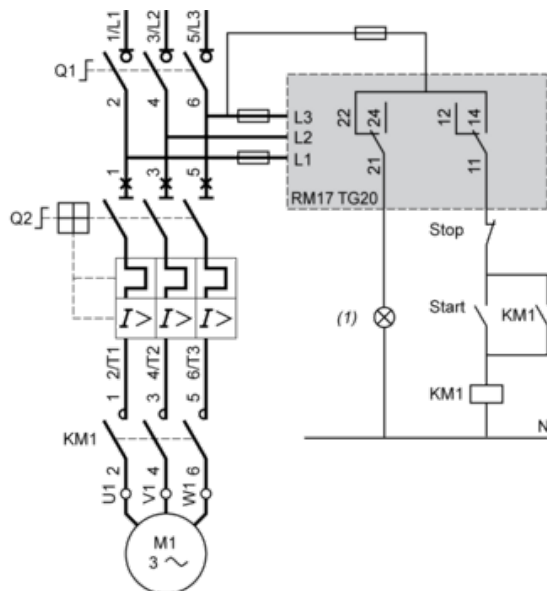 1/L1 3/L2 5/L3
Q1
2 4 6
L3
L2
L1
22 24 12 14
21 11
RM17 TG20
1 3 5
Q2
I> I> I>
2/T1 4/T2 6/T3
Stop
Start KM1
(1)
KM1
N
1 3 5
KM1
2 4 6
U1 V1 W1
M1
3 ~